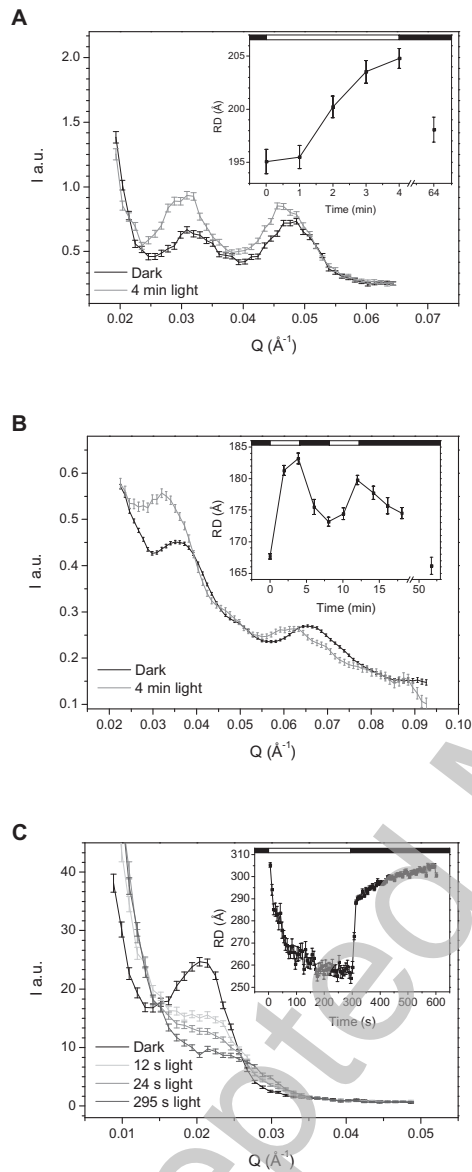 A
2.0
1.5
1.0
0.5
I a.u.
0.02 0.03 0.04 0.05 0.06 0.07
Q (Å⁻¹)
Dark
4 min light
205
200
195
RD (Å)
0 1 2 3 4 64
Time (min)
B
0.6
0.5
0.4
0.3
0.2
0.1
I a.u.
0.02 0.03 0.04 0.05 0.06 0.07 0.08 0.09 0.10
Q (Å⁻¹)
Dark
4 min light
185
180
175
170
165
RD (Å)
0 5 10 15 50
Time (min)
C
40
30
20
10
0
I a.u.
0.01 0.02 0.03 0.04 0.05
Q (Å⁻¹)
Dark
12 s light
24 s light
295 s light
310
300
290
280
270
260
250
RD (Å)
0 100 200 300 400 500 600
Time (s)